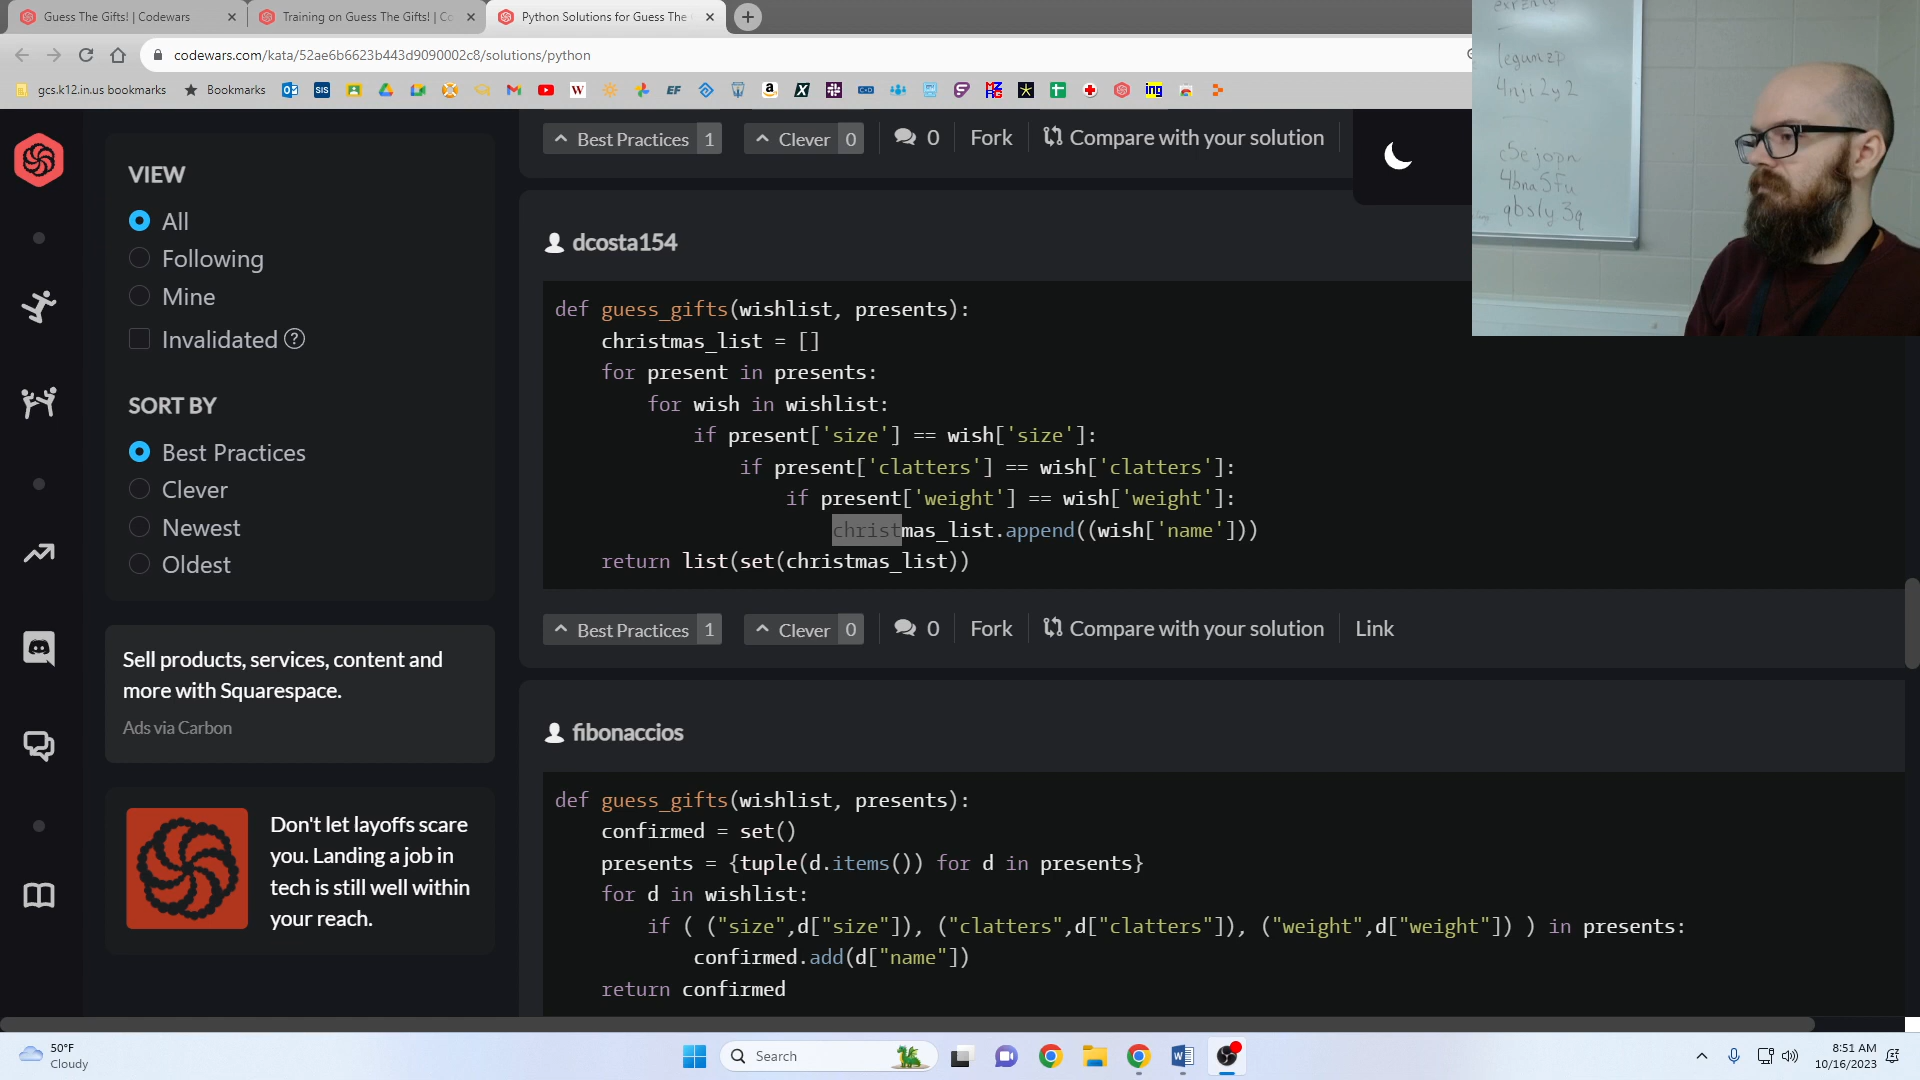 Guess The Gifts! | Codewars
Training on Guess The Gifts! | Co
Python Solutions for Guess The
codewars.com/kata/52ae6b6623b443d9090002c8/solutions/python
gcs.k12.in.us bookmarks
Bookmarks
Best Practices 1
Clever 0
0
Fork
Compare with your solution
VIEW
All
Following
Mine
Invalidated
SORT BY
Best Practices
Clever
Newest
Oldest
Sell products, services, content and
more with Squarespace.
Ads via Carbon
Don't let layoffs scare
you. Landing a job in
tech is still well within
your reach.
dcosta154
def guess_gifts(wishlist, presents):
christmas_list = []
for present in presents:
for wish in wishlist:
if present['size'] == wish['size']:
if present['clatters'] == wish['clatters']:
if present['weight'] == wish['weight']:
christmas_list.append((wish['name']))
return list(set(christmas_list))
Best Practices 1
Clever 0
0
Fork
Compare with your solution
Link
fibonaccios
def guess_gifts(wishlist, presents):
confirmed = set()
presents = {tuple(d.items()) for d in presents}
for d in wishlist:
if ( ("size",d["size"]), ("clatters",d["clatters"]), ("weight",d["weight"]) ) in presents:
confirmed.add(d["name"])
return confirmed
legumzp
4nji2y2
c5ejopn
4bna5fu
qbsly3q
50°F
Cloudy
Search
8:51 AM
10/16/2023